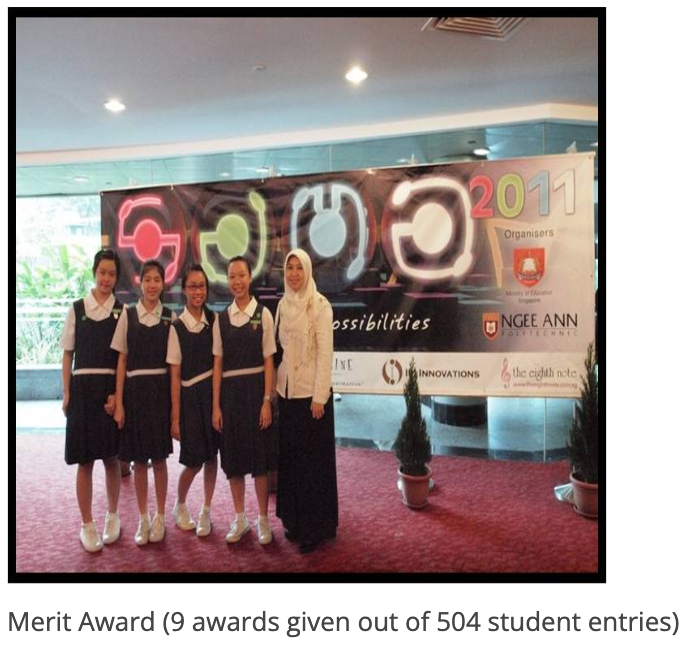 2011
Organisers
Ministry of Education
Singapore
NGEE ANN
POLYTECHNIC
ossibilities
INNOVATIONS
the eighth note
Merit Award (9 awards given out of 504 student entries)